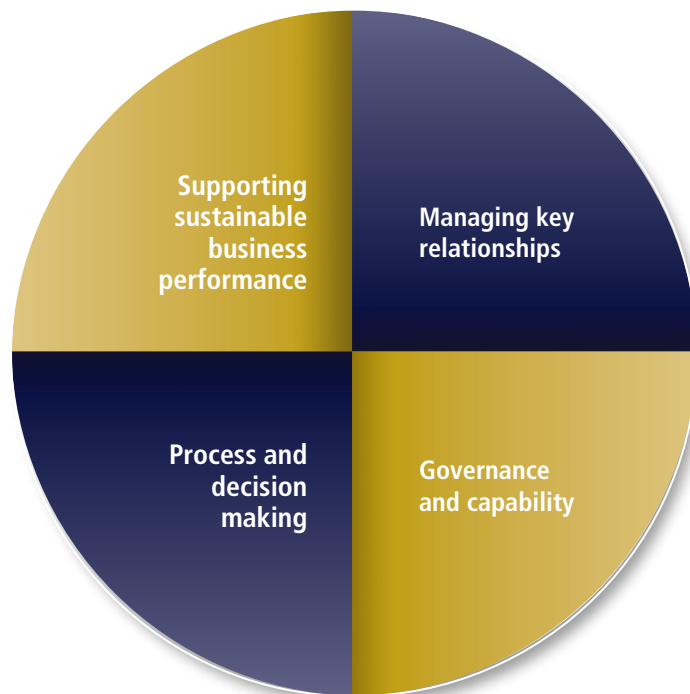 Supporting
sustainable
business
performance
Managing key
relationships
Process and
decision
making
Governance
and capability